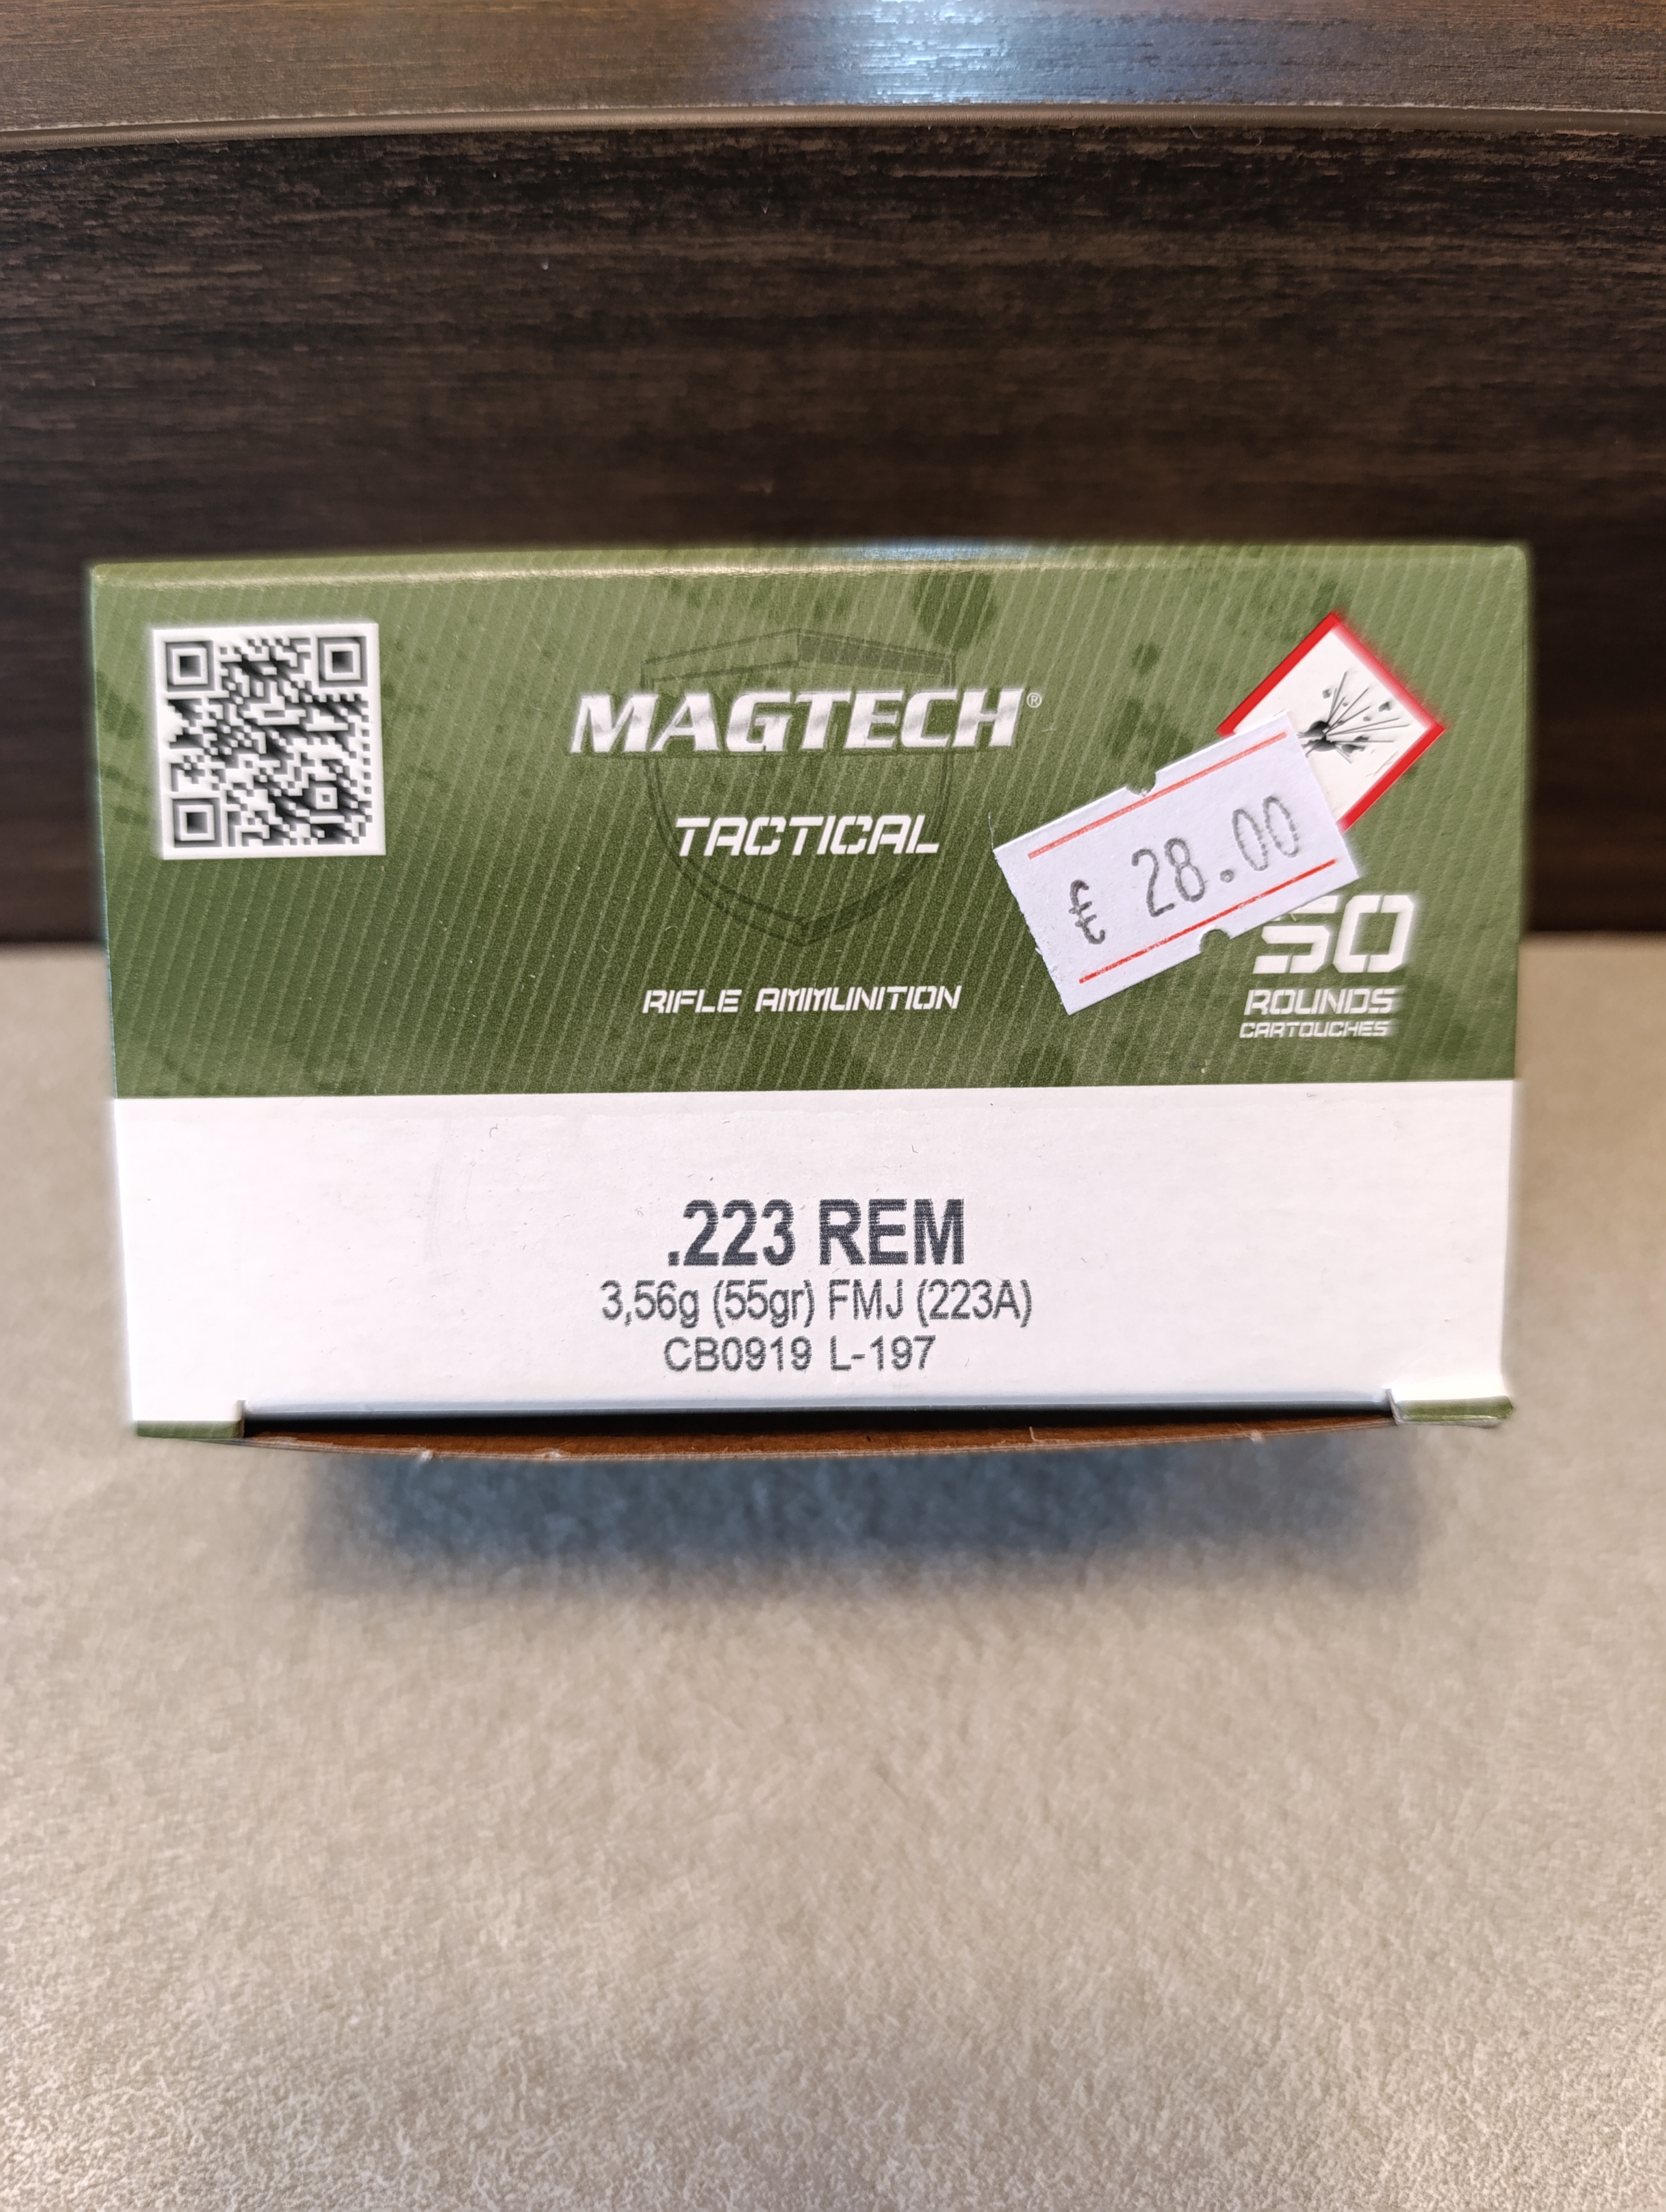 MAGTECH®
TACTICAL
€ 28.00
50
ROUNDS
CARTOUCHES
RIFLE AMMUNITION
.223 REM
3,56g (55gr) FMJ (223A)
CB0919 L-197